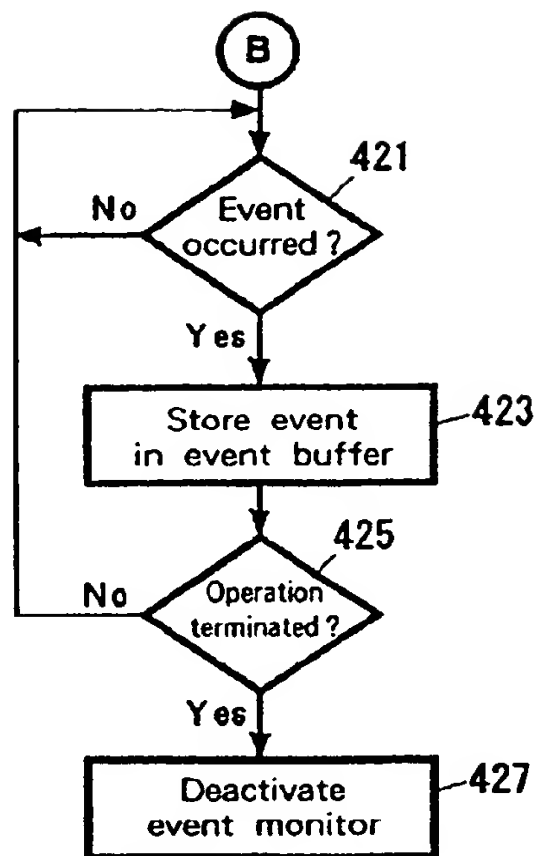 B
421
No
Event
occurred ?
Yes
Store event
in event buffer
423
425
No
Operation
terminated ?
Yes
Deactivate
event monitor
427